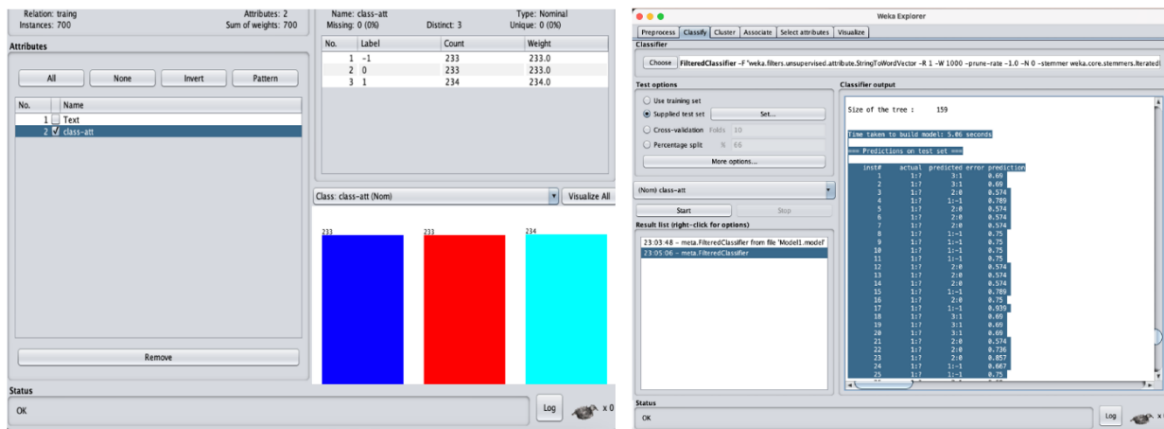 Relation: traing Attributes: 2
Instances: 700 Sum of weights: 700
Attributes
All None Invert Pattern
No. Name
1 Text
2 class-att
Remove
Status
OK
Log x 0
Name: class-att Type: Nominal
Missing: 0 (0%) Distinct: 3 Unique: 0 (0%)
No. Label Count Weight
1 -1 233 233.0
2 0 233 233.0
3 1 234 234.0
Class: class-att (Nom) Visualize All
233 233 234
Weka Explorer
Preprocess Classify Cluster Associate Select attributes Visualize
Classifier
Choose FilteredClassifier -F "weka.filters.unsupervised.attribute.StringToWordVector -R 1 -W 1000 -prune-rate -1.0 -N 0 -stemmer weka.core.stemmers.Iterated
Test options
Use training set
Supplied test set Set...
Cross-validation Folds 10
Percentage split % 66
More options...
(Nom) class-att
Start Stop
Result list (right-click for options)
23:03:48 - meta.FilteredClassifier from file 'Model1.model'
23:05:06 - meta.FilteredClassifier
Classifier output
Size of the tree : 159
Time taken to build model: 5.06 seconds
=== Predictions on test set ===
inst# actual predicted error prediction
1 1:? 3:1 0.69
2 1:? 3:1 0.69
3 1:? 2:0 0.574
4 1:? 1:-1 0.789
5 1:? 2:0 0.574
6 1:? 2:0 0.574
7 1:? 2:0 0.574
8 1:? 1:-1 0.75
9 1:? 1:-1 0.75
10 1:? 1:-1 0.75
11 1:? 1:-1 0.75
12 1:? 2:0 0.574
13 1:? 2:0 0.574
14 1:? 2:0 0.574
15 1:? 1:-1 0.789
16 1:? 2:0 0.75
17 1:? 1:-1 0.939
18 1:? 3:1 0.69
19 1:? 3:1 0.69
20 1:? 3:1 0.69
21 1:? 2:0 0.574
22 1:? 2:0 0.736
23 1:? 2:0 0.857
24 1:? 1:-1 0.667
25 1:? 1:-1 0.75
Status
OK
Log